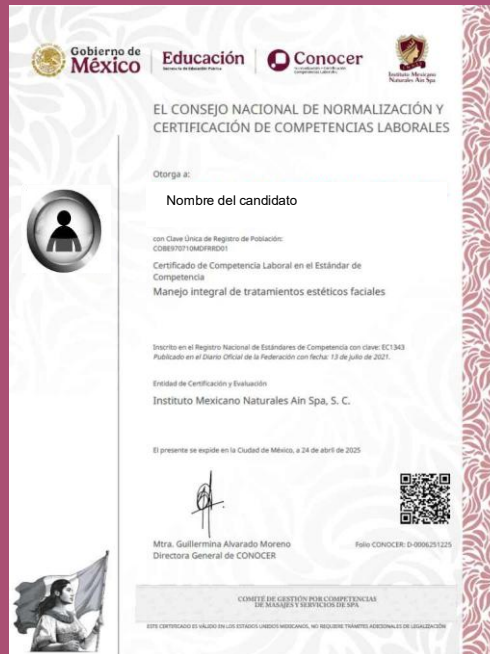 Gobierno de
México
Educación
Secretaría de Educación Pública
Conocer
Instituto Mexicano
Naturales Ain Spa
EL CONSEJO NACIONAL DE NORMALIZACIÓN Y
CERTIFICACIÓN DE COMPETENCIAS LABORALES
Otorga a:
Nombre del candidato
con Clave Única de Registro de Población:
COBE970710MDFRRD01
Certificado de Competencia Laboral en el Estándar de
Competencia
Manejo integral de tratamientos estéticos faciales
Inscrito en el Registro Nacional de Estándares de Competencia con clave: EC1343
Publicado en el Diario Oficial de la Federación con fecha: 13 de julio de 2021.
Entidad de Certificación y Evaluación
Instituto Mexicano Naturales Ain Spa, S. C.
El presente se expide en la Ciudad de México, a 24 de abril de 2025
Mtra. Guillermina Alvarado Moreno
Directora General de CONOCER
Folio CONOCER: D-0006251225
COMITÉ DE GESTIÓN POR COMPETENCIAS
DE MASAJES Y SERVICIOS DE SPA
ESTE CERTIFICADO ES VÁLIDO EN LOS ESTADOS UNIDOS MEXICANOS, NO REQUIERE TRÁMITES ADICIONALES DE LEGALIZACIÓN